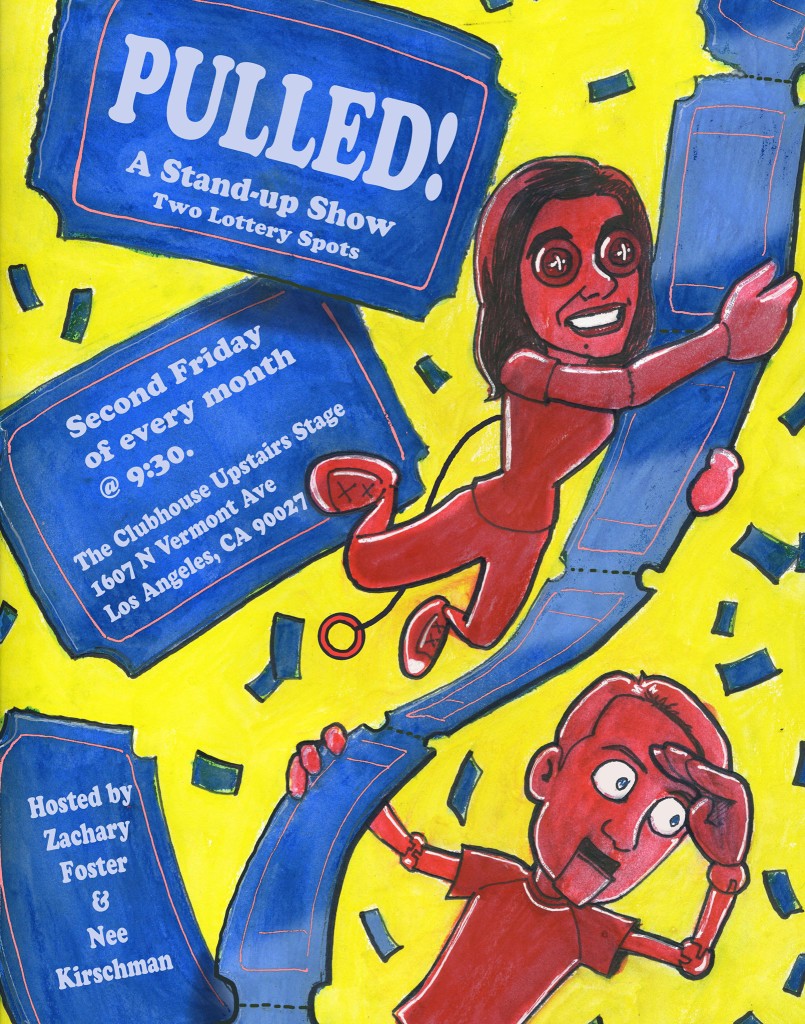 PULLED!
A Stand-up Show
Two Lottery Spots
Second Friday
of every month
@ 9:30.
The Clubhouse Upstairs Stage
1607 N Vermont Ave
Los Angeles, CA 90027
Hosted by
Zachary
Foster
&
Nee
Kirschman